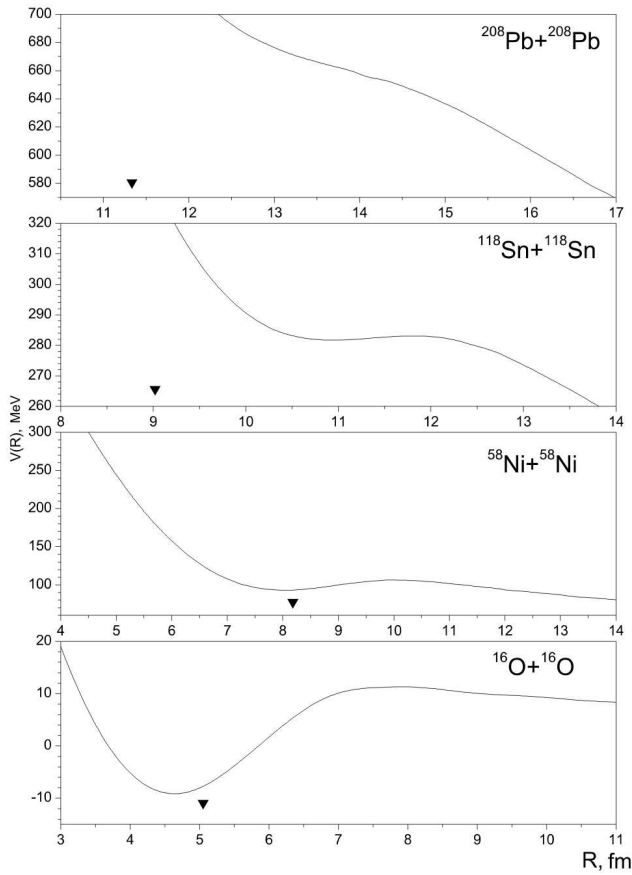 700
680
660
640
620
600
580
²⁰⁸Pb+²⁰⁸Pb
11 12 13 14 15 16 17
320
310
300
290
280
270
260
¹¹⁸Sn+¹¹⁸Sn
8 9 10 11 12 13 14
V(R), MeV
300
250
200
150
100
⁵⁸Ni+⁵⁸Ni
4 5 6 7 8 9 10 11 12 13 14
20
10
0
-10
¹⁶O+¹⁶O
3 4 5 6 7 8 9 10 11
R, fm